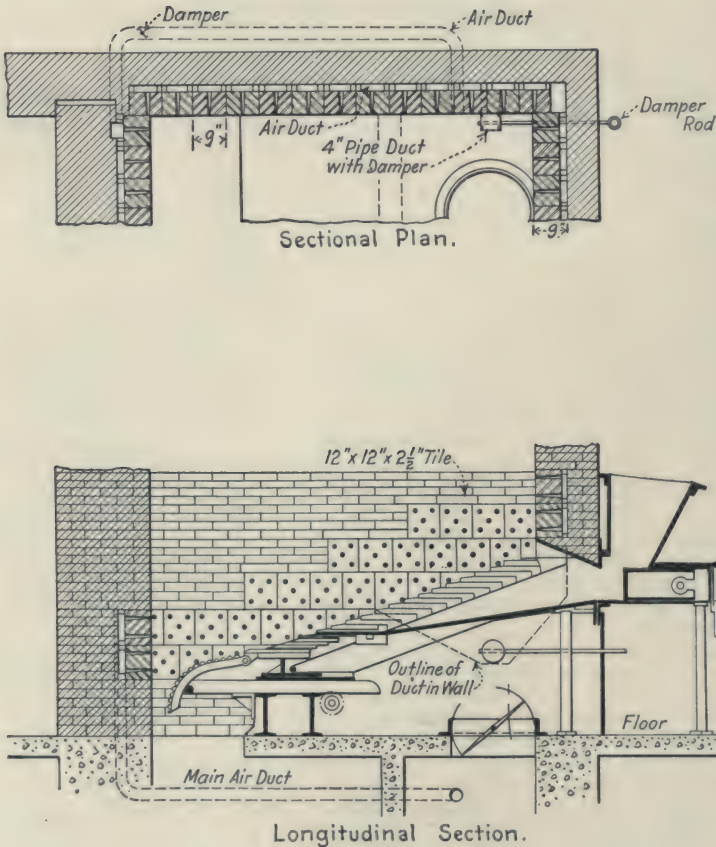 Damper
Air Duct
Damper
Rod
Air Duct
9"
4" Pipe Duct
with Damper
9"
Sectional Plan.
12"x 12"x 2½" Tile
Outline of
Duct in Wall
Floor
Main Air Duct
Longitudinal Section.